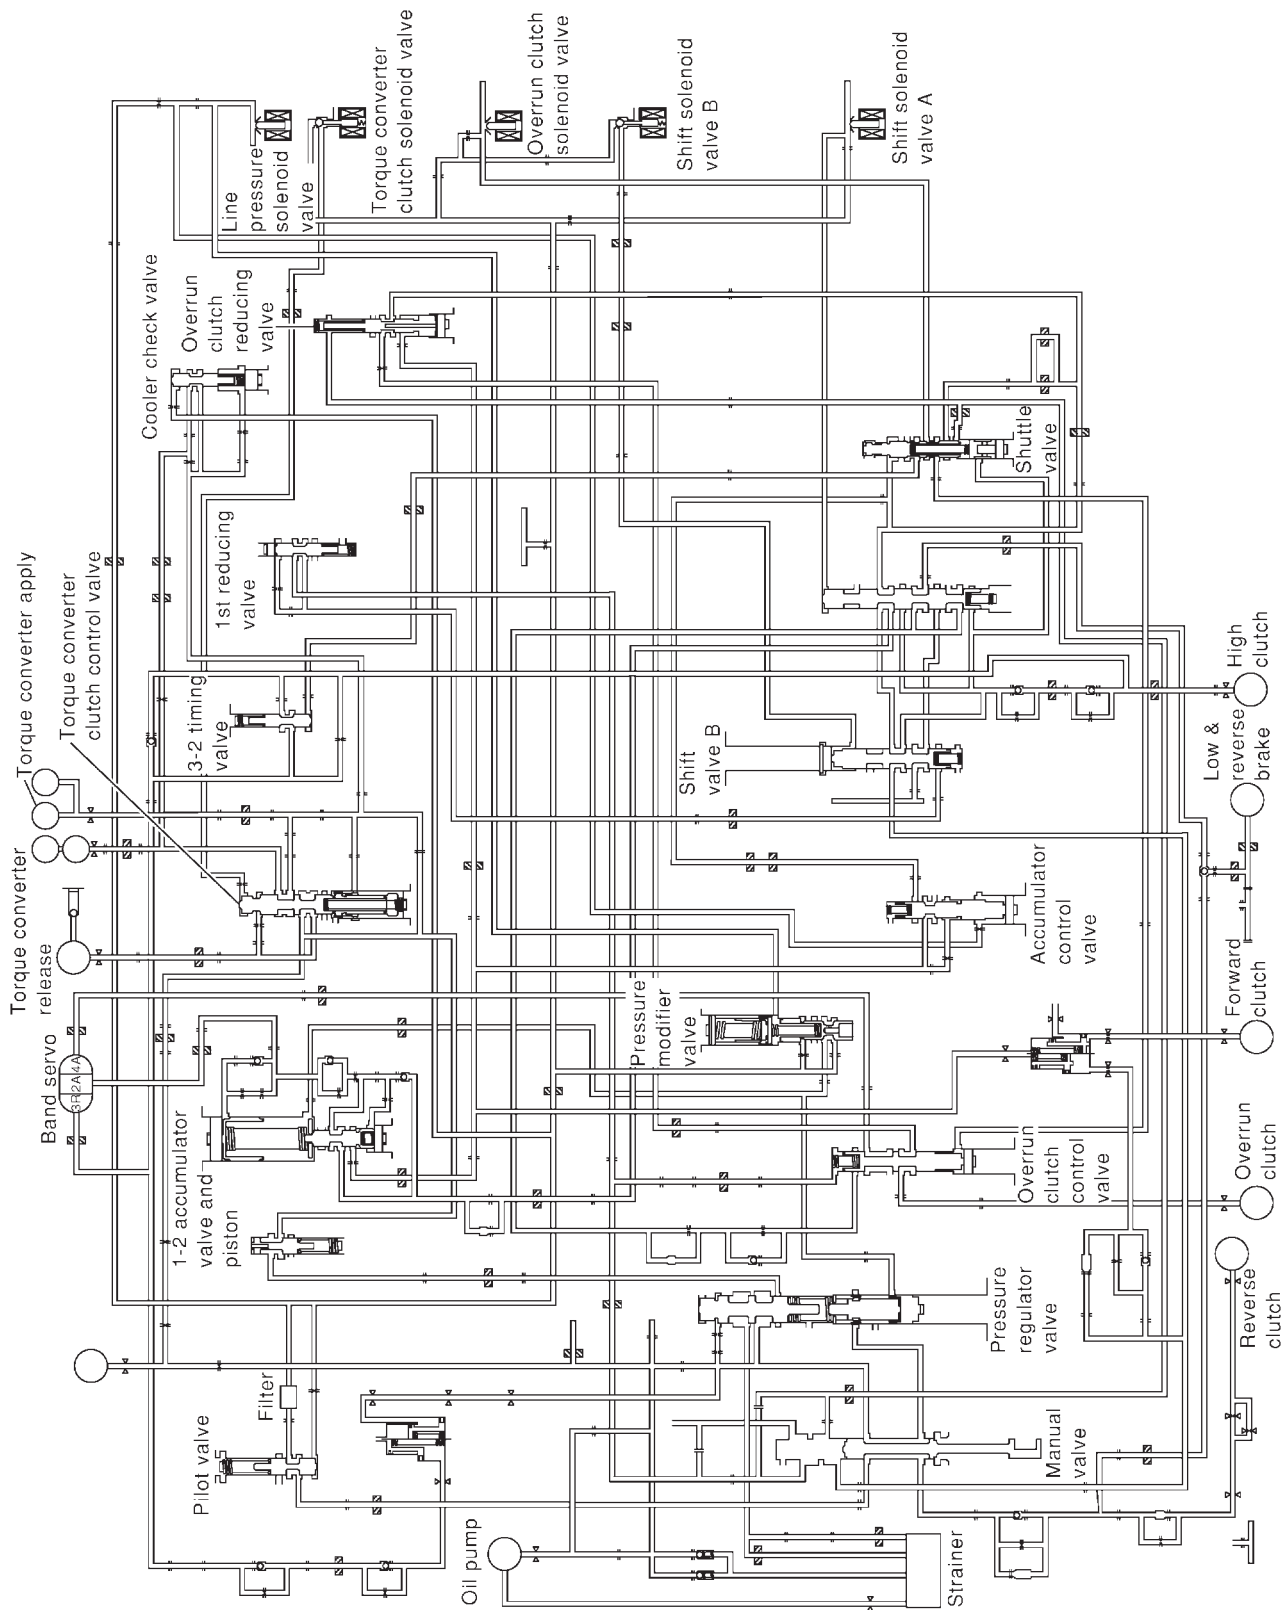 Torque converter
release
Torque converter apply
Torque converter
clutch control valve
Band servo
3R
2A
4A
Cooler check valve
Overrun
clutch
reducing
valve
Line
pressure
solenoid
valve
Torque converter
clutch solenoid valve
Overrun clutch
solenoid valve
Shift solenoid
valve B
Shift solenoid
valve A
1st reducing
valve
3-2 timing
valve
1-2 accumulator
valve and
piston
Pilot valve
Filter
Shuttle
valve
Shift
valve B
Pressure
modifier
valve
Accumulator
control
valve
Overrun
clutch
control
valve
Pressure
regulator
valve
Manual
valve
Oil pump
Strainer
High
clutch
Low &
reverse
brake
Forward
clutch
Overrun
clutch
Reverse
clutch